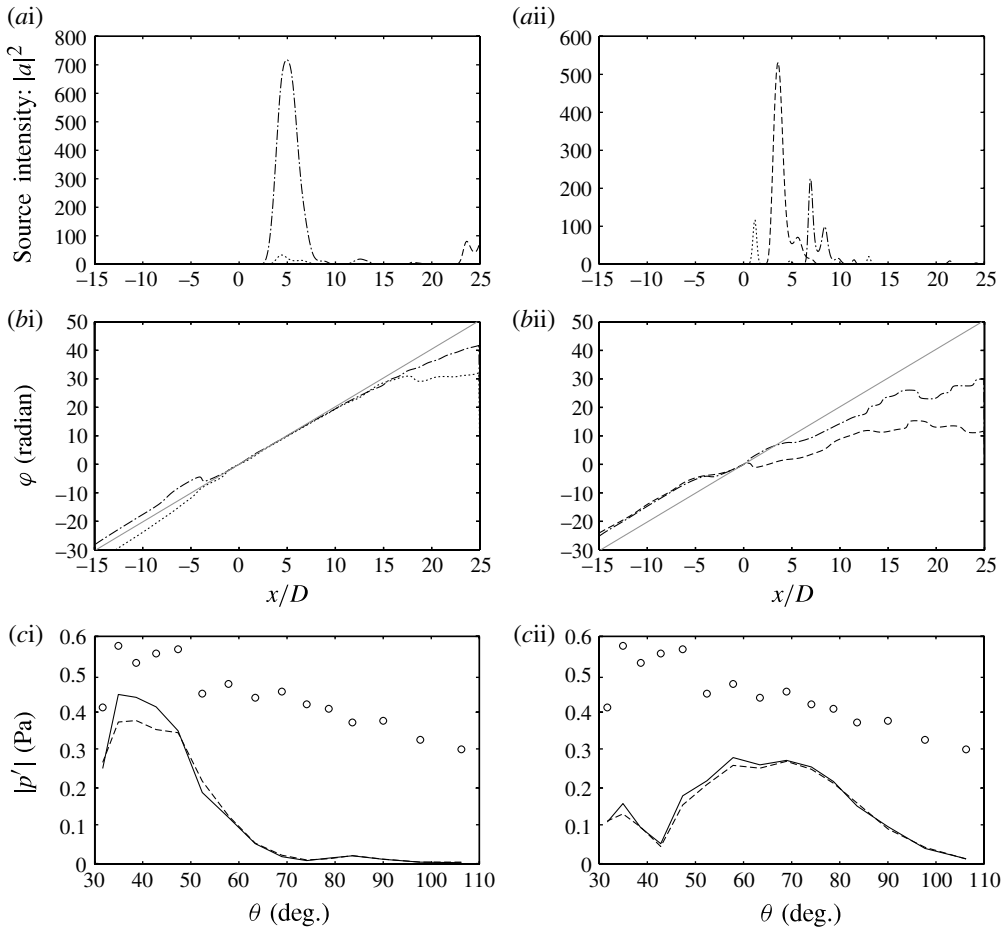 (ai)
(aii)
Source intensity: |a|²
800
700
600
500
400
300
200
100
0
−15 −10 −5 0 5 10 15 20 25
600
500
400
300
200
100
0
−15 −10 −5 0 5 10 15 20 25
(bi)
(bii)
φ (radian)
50
40
30
20
10
0
−10
−20
−30
−15 −10 −5 0 5 10 15 20 25
x/D
50
40
30
20
10
0
−10
−20
−30
−15 −10 −5 0 5 10 15 20 25
x/D
(ci)
(cii)
|p′| (Pa)
0.6
0.5
0.4
0.3
0.2
0.1
0
30 40 50 60 70 80 90 100 110
θ (deg.)
0.6
0.5
0.4
0.3
0.2
0.1
0
30 40 50 60 70 80 90 100 110
θ (deg.)